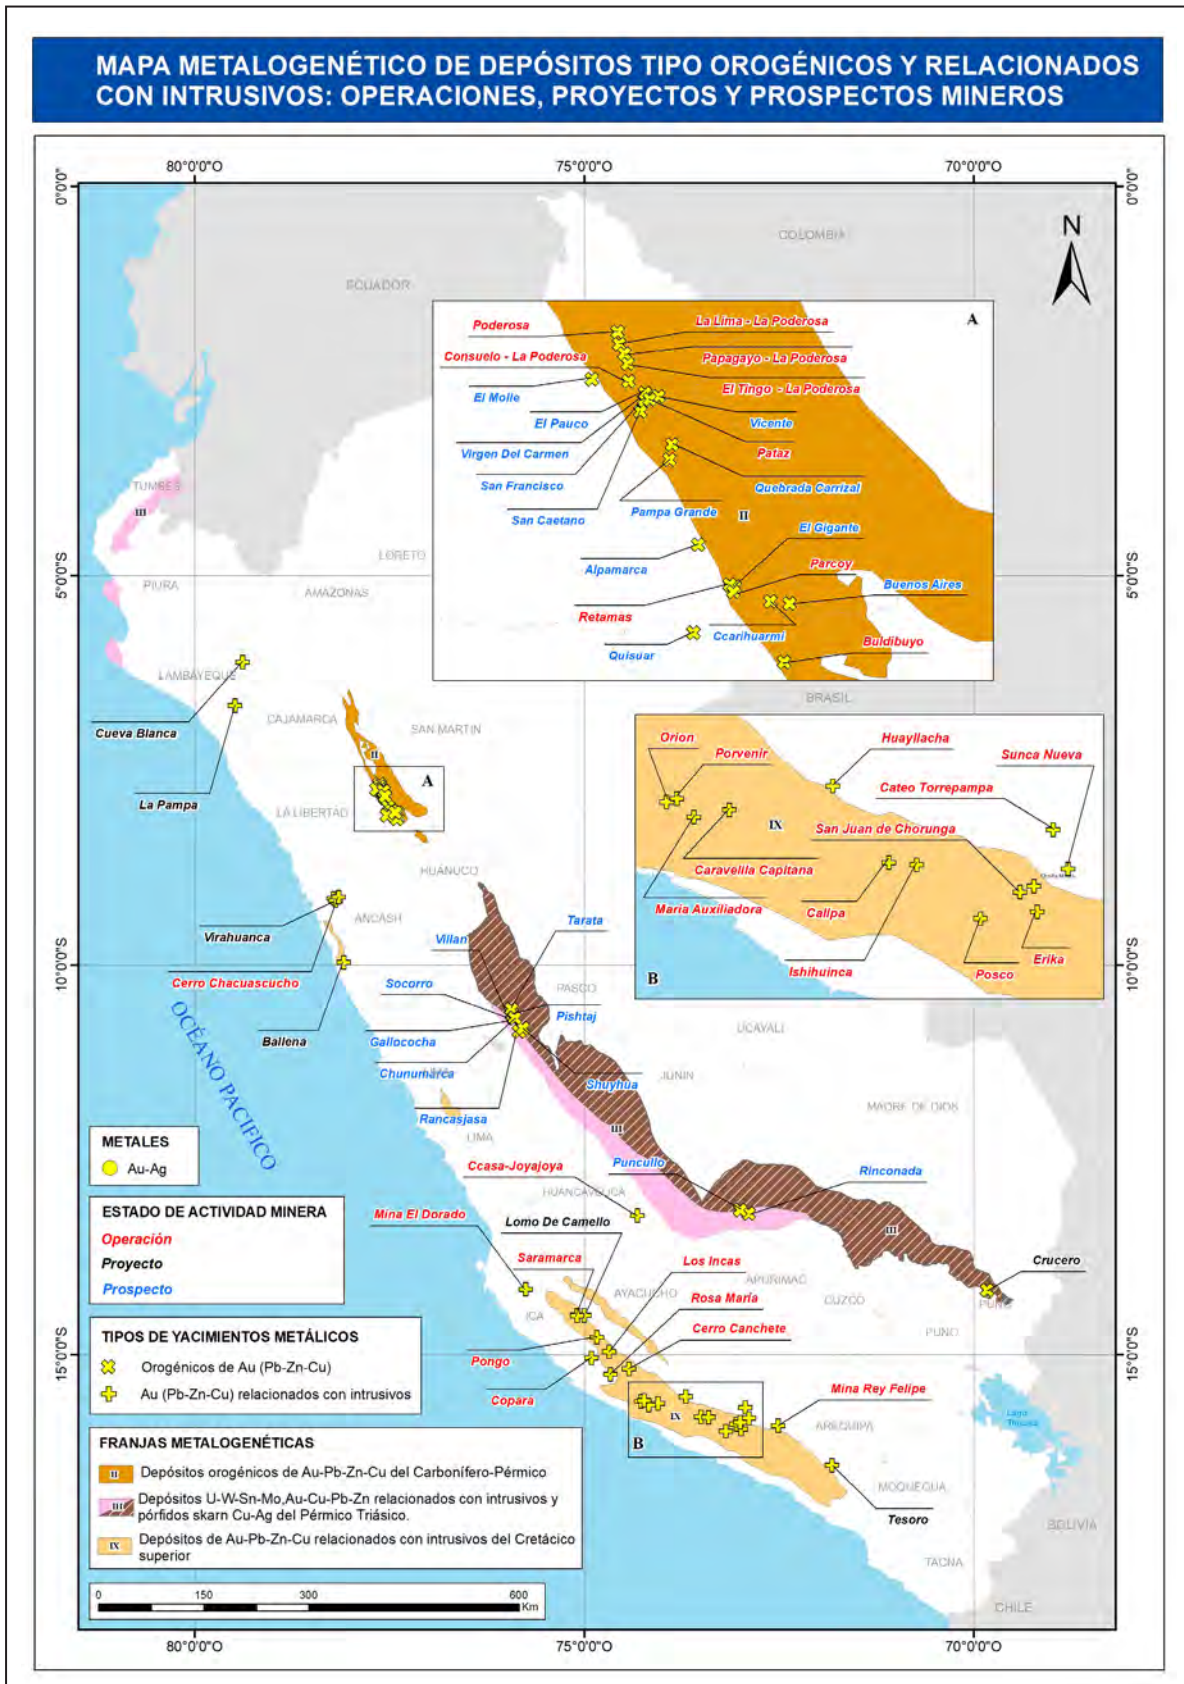 MAPA METALOGENÉTICO DE DEPÓSITOS TIPO OROGÉNICOS Y RELACIONADOS
CON INTRUSIVOS: OPERACIONES, PROYECTOS Y PROSPECTOS MINEROS
80°0'0"O
75°0'0"O
70°0'0"O
0°0'0"
0°0'0"
N
COLOMBIA
ECUADOR
A
Poderosa
La Lima - La Poderosa
Consuelo - La Poderosa
Papagayo - La Poderosa
El Tingo - La Poderosa
El Molle
El Pauco
Vicente
Virgen Del Carmen
Pataz
San Francisco
Quebrada Carrizal
San Caetano
Pampa Grande
II
El Gigante
Alpamarca
Parcoy
Buenos Aires
Retamas
Ccarihuarmi
Quisuar
Buldibuyo
TUMBES
III
LORETO
5°0'0"S
5°0'0"S
PIURA
AMAZONAS
LAMBAYEQUE
BRASIL
CAJAMARCA
SAN MARTIN
Cueva Blanca
II
A
La Pampa
LA LIBERTAD
Orion
Porvenir
Huayllacha
Sunca Nueva
Cateo Torrepampa
IX
San Juan de Chorunga
Caravelila Capitana
Maria Auxiliadora
Calipa
Ishihuinca
Posco
Erika
B
HUÁNUCO
ANCASH
Virahuanca
Villan
Tarata
10°0'0"S
10°0'0"S
Cerro Chacuascucho
Socorro
PASCO
Pishtaj
OCÉANO PACIFICO
Ballena
Gallococha
UCAYALI
Chunumarca
Shuyhua
JUNIN
Rancasjasa
MADRE DE DIOS
LIMA
III
METALES
Au-Ag
Ccasa-Joyajoya
Puncullo
Rinconada
HUANCAVELICA
ESTADO DE ACTIVIDAD MINERA
Operación
Proyecto
Prospecto
Mina El Dorado
Lomo De Camello
III
Saramarca
Los Incas
Crucero
APURIMAC
AYACUCHO
Rosa María
CUZCO
PUNO
ICA
Cerro Canchete
PUNO
TIPOS DE YACIMIENTOS METÁLICOS
Orogénicos de Au (Pb-Zn-Cu)
Au (Pb-Zn-Cu) relacionados con intrusivos
Pongo
15°0'0"S
15°0'0"S
Copara
Mina Rey Felipe
IX
AREQUIPA
Lago
Titicaca
B
FRANJAS METALOGENÉTICAS
II
Depósitos orogénicos de Au-Pb-Zn-Cu del Carbonífero-Pérmico
III
Depósitos U-W-Sn-Mo,Au-Cu-Pb-Zn relacionados con intrusivos y
pórfidos skarn Cu-Ag del Pérmico Triásico.
IX
Depósitos de Au-Pb-Zn-Cu relacionados con intrusivos del Cretácico
superior
MOQUEGUA
Tesoro
BOLIVIA
TACNA
CHILE
0
150
300
600
Km
80°0'0"O
75°0'0"O
70°0'0"O